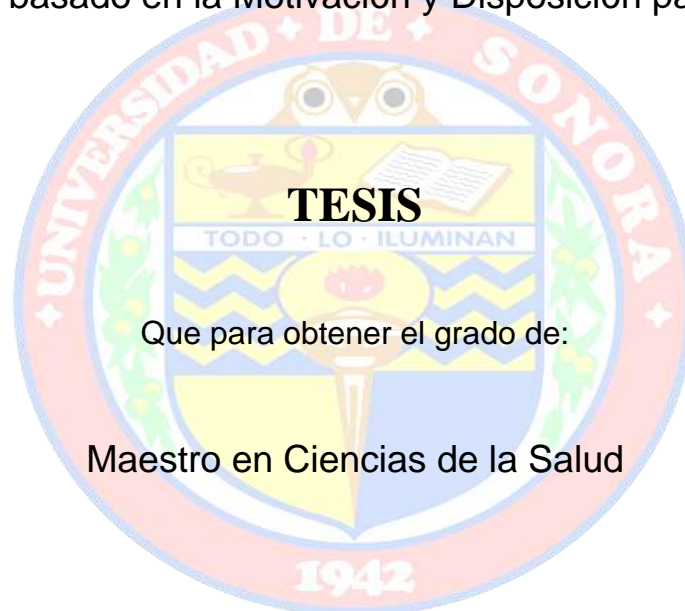 basado en la Motivación y Disposición pa
UNIVERSIDAD DE SONORA
TESIS
TODO · LO · ILUMINAN
Que para obtener el grado de:
Maestro en Ciencias de la Salud
1942